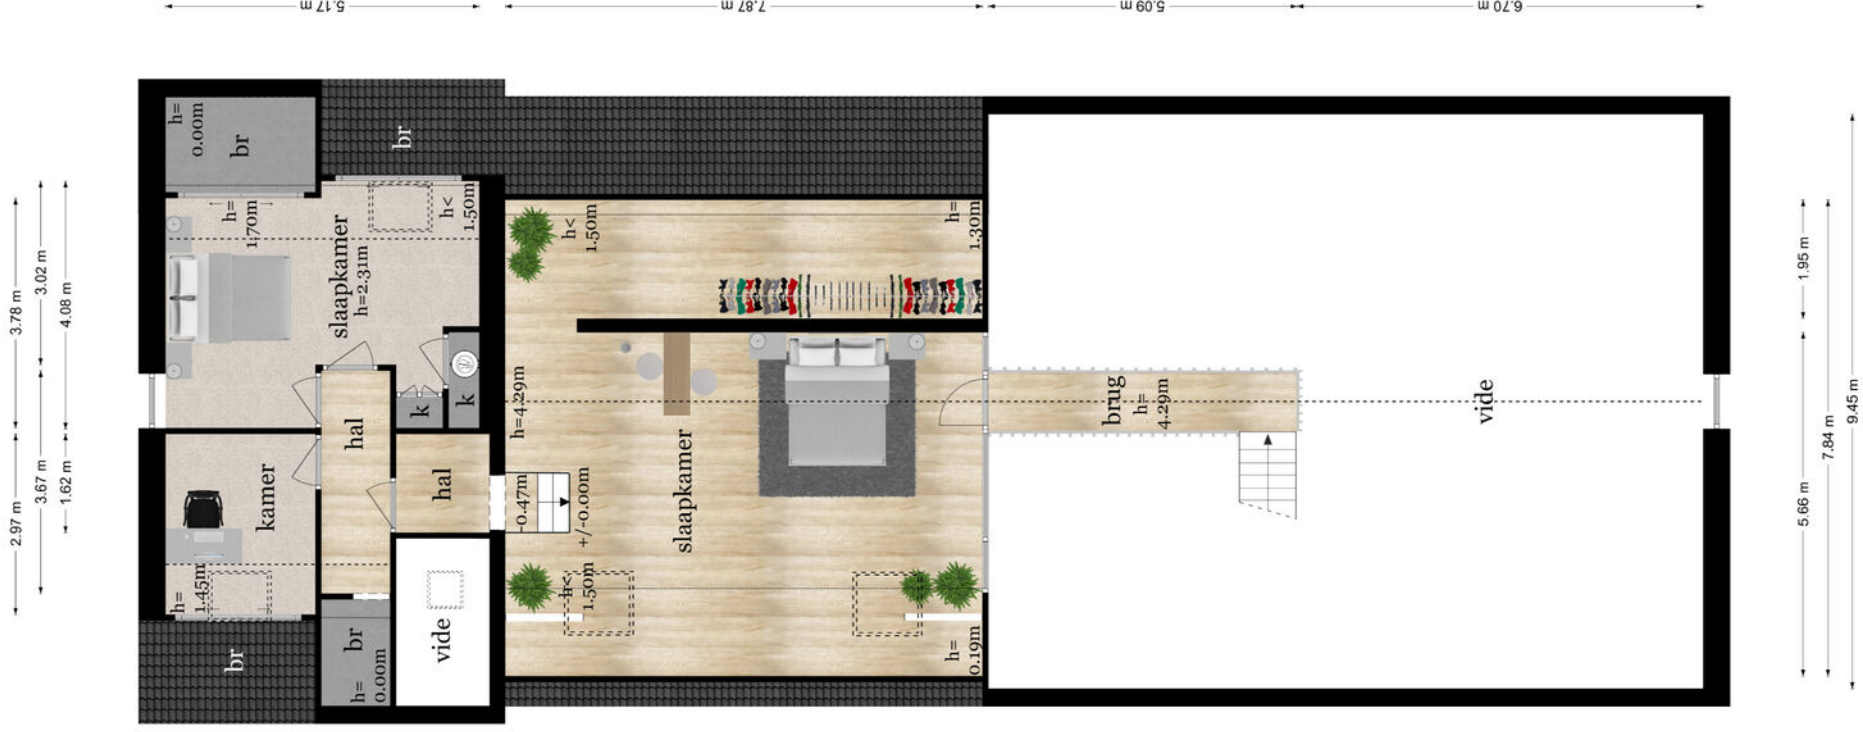 5.17 m
7.87 m
5.09 m
6.70 m
h=
0.00m
br
br
h=
1.70m
slaapkamer
h=2.31m
h<
1.50m
h<
1.50m
h=
1.30m
3.78 m
3.02 m
4.08 m
1.95 m
k
k
hal
hal
h=4.29m
slaapkamer
brug
h=
4.29m
vide
7.84 m
9.45 m
kamer
h=
1.45m
-0.47m
+/-0.00m
2.97 m
3.67 m
1.62 m
5.66 m
h<
1.50m
br
br
h=
0.00m
vide
h=
0.19m